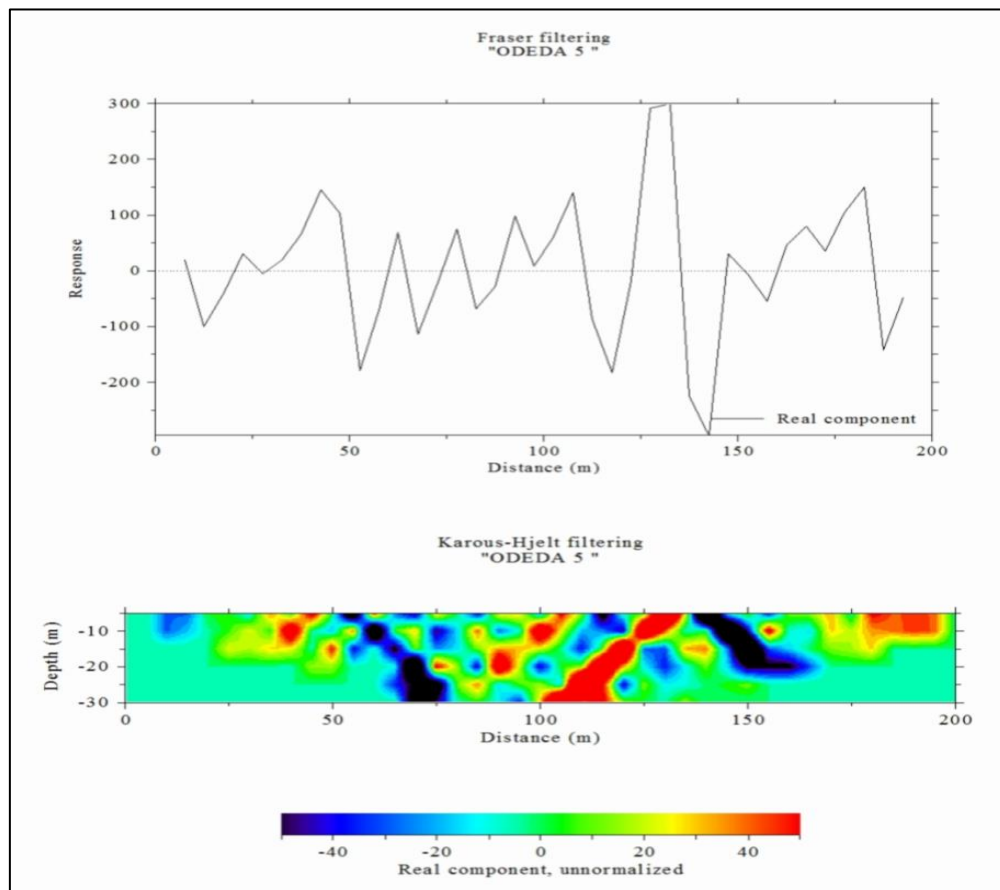 Fraser filtering
"ODEDA 5 "
300
200
100
0
-100
-200
Response
Real component
0
50
100
150
200
Distance (m)
Karous-Hjelt filtering
"ODEDA 5 "
Depth (m)
-10
-20
-30
0
50
100
150
200
Distance (m)
-40
-20
0
20
40
Real component, unnormalized